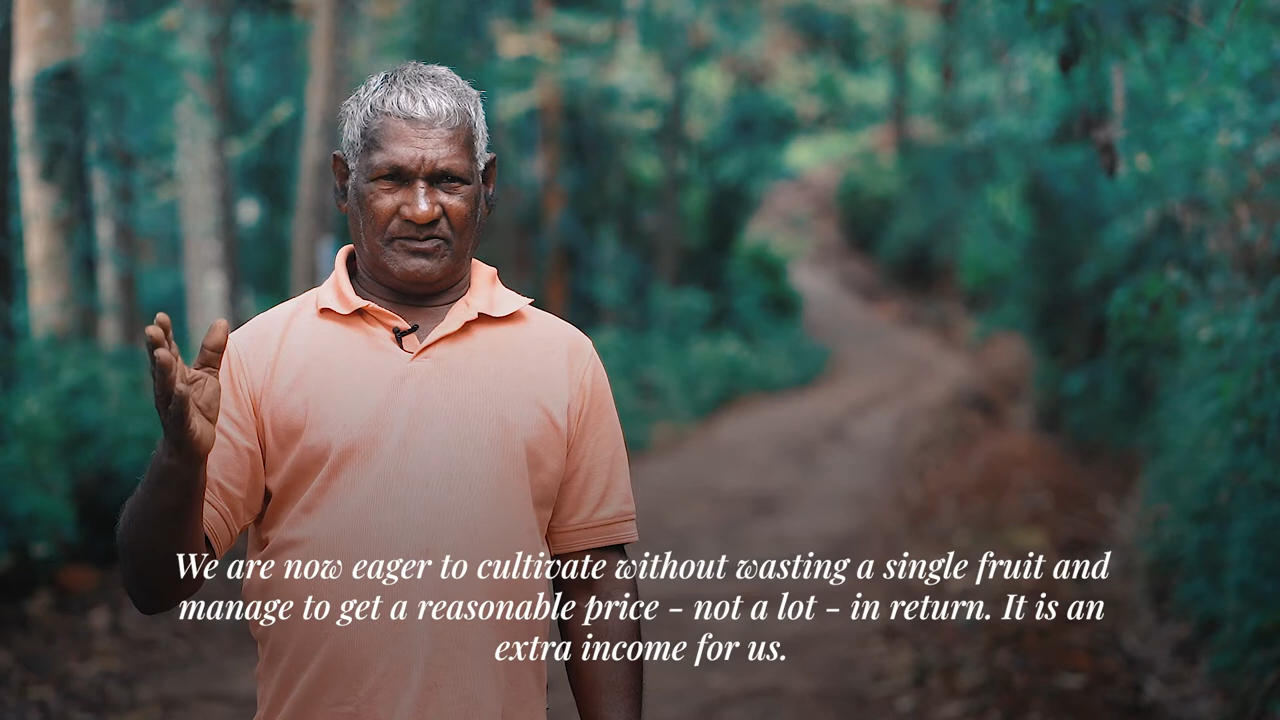 We are now eager to cultivate without wasting a single fruit and
manage to get a reasonable price - not a lot - in return. It is an
extra income for us.